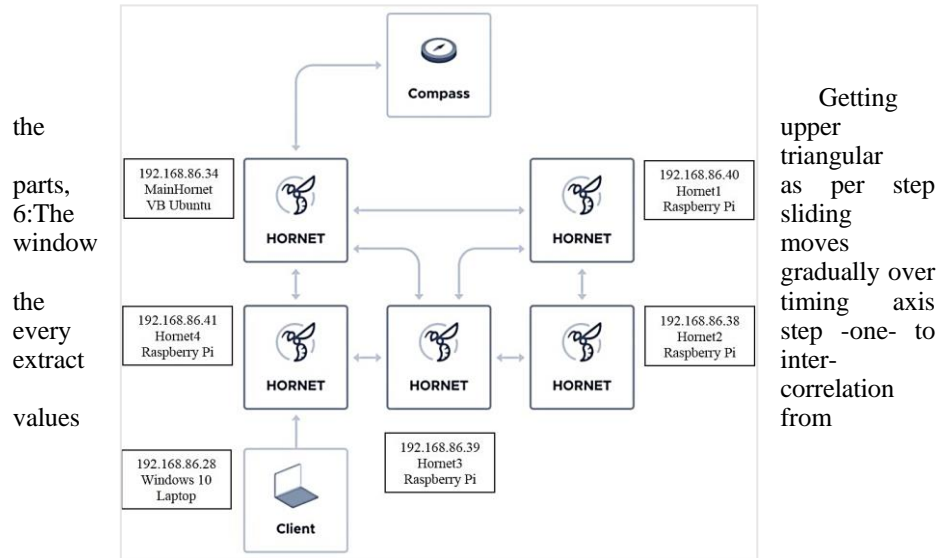 Compass
Getting
the upper
triangular
parts, as per step
6:The sliding
window moves
gradually over
the timing axis
every step -one- to
extract inter-
correlation
values from
192.168.86.34
MainHornet
VB Ubuntu
HORNET
192.168.86.40
Hornet1
Raspberry Pi
HORNET
192.168.86.41
Hornet4
Raspberry Pi
HORNET
HORNET
192.168.86.38
Hornet2
Raspberry Pi
HORNET
192.168.86.39
Hornet3
Raspberry Pi
192.168.86.28
Windows 10
Laptop
Client